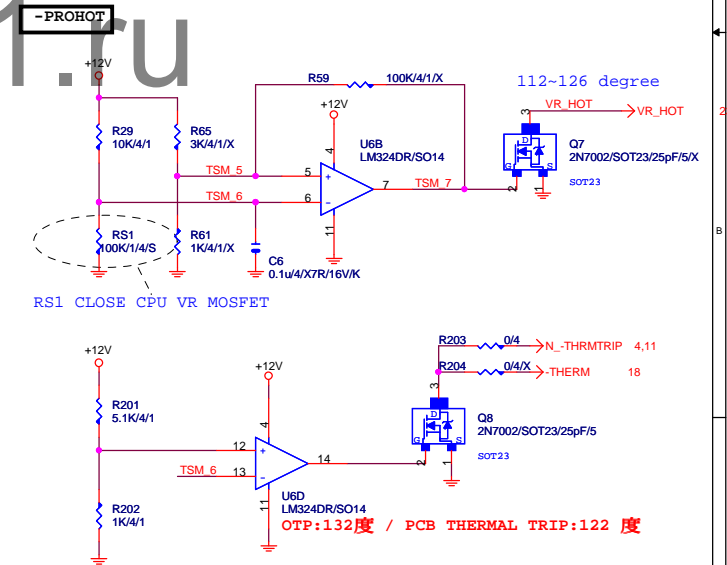 -PROHOT
1.ru
+12V
R59
100K/4/1/X
112~126 degree
+12V
VR_HOT
VR_HOT
2
3
R29
10K/4/1
R65
3K/4/1/X
U6B
LM324DR/SO14
4
D
G
S
Q7
2N7002/SOT23/25pF/5/X
SOT23
TSM_5
5
+
TSM_6
6
-
7
TSM_7
2
1
11
B
RS1
100K/1/4/S
R61
1K/4/1/X
C6
0.1u/4/X7R/16V/K
RS1 CLOSE CPU VR MOSFET
R203
0/4
N_-THRMTRIP
4,11
+12V
R204
0/4/X
-THERM
18
+12V
3
R201
5.1K/4/1
4
D
G
S
Q8
2N7002/SOT23/25pF/5
SOT23
12
+
TSM_6
13
-
14
2
1
11
U6D
LM324DR/SO14
R202
1K/4/1
OTP:132度 / PCB THERMAL TRIP:122 度